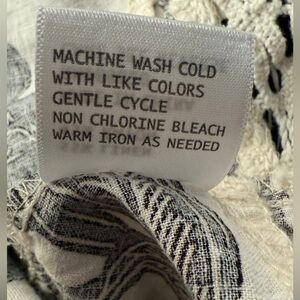 MACHINE WASH COLD
WITH LIKE COLORS
GENTLE CYCLE
NON CHLORINE BLEACH
WARM IRON AS NEEDED